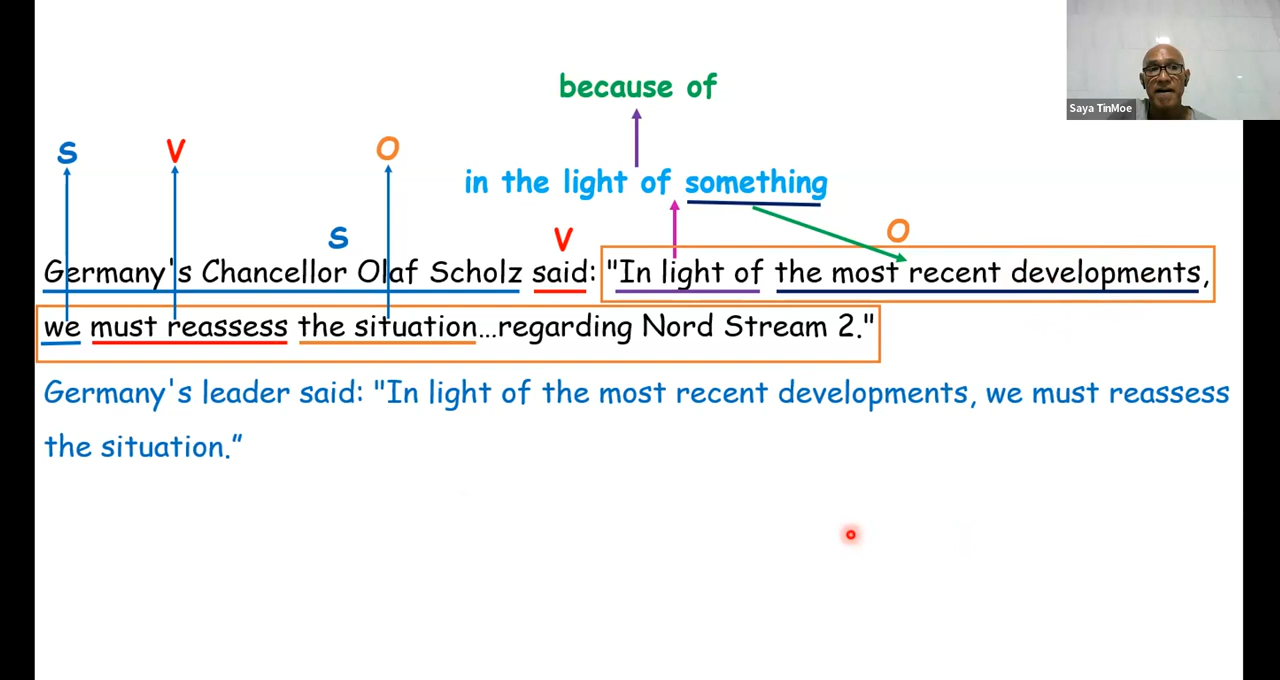 because of
Saya TinMoe
S V O
in the light of something
S V O
Germany's Chancellor Olaf Scholz said: "In light of the most recent developments,
we must reassess the situation...regarding Nord Stream 2."
Germany's leader said: "In light of the most recent developments, we must reassess
the situation.”